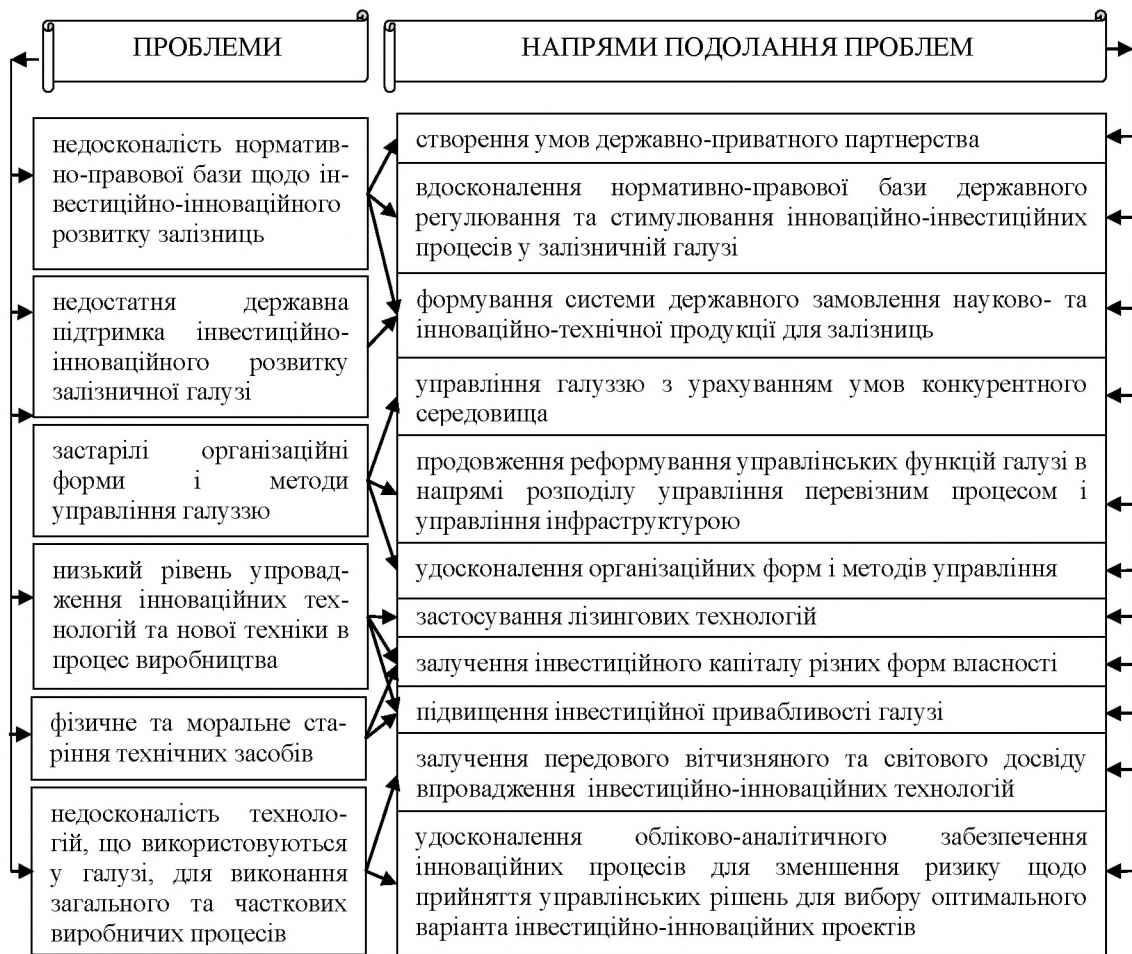 ПРОБЛЕМИ
НАПРЯМИ ПОДОЛАННЯ ПРОБЛЕМ
недосконалість норматив-
но-правової бази щодо ін-
вестиційно-інноваційного
розвитку залізниць
недостатня державна
підтримка інвестиційно-
інноваційного розвитку
залізничної галузі
застарілі організаційні
форми і методи
управління галуззю
низький рівень упровад-
ження інноваційних тех-
нологій та нової техніки в
процес виробництва
фізичне та моральне ста-
ріння технічних засобів
недосконалість техноло-
гій, що використовуються
у галузі, для виконання
загального та часткових
виробничих процесів
створення умов державно-приватного партнерства
вдосконалення нормативно-правової бази державного
регулювання та стимулювання інноваційно-інвестиційних
процесів у залізничній галузі
формування системи державного замовлення науково- та
інноваційно-технічної продукції для залізниць
управління галуззю з урахуванням умов конкурентного
середовища
продовження реформування управлінських функцій галузі в
напрямі розподілу управління перевізним процесом і
управління інфраструктурою
удосконалення організаційних форм і методів управління
застосування лізингових технологій
залучення інвестиційного капіталу різних форм власності
підвищення інвестиційної привабливості галузі
залучення передового вітчизняного та світового досвіду
впровадження інвестиційно-інноваційних технологій
удосконалення обліково-аналітичного забезпечення
інноваційних процесів для зменшення ризику щодо
прийняття управлінських рішень для вибору оптимального
варіанта інвестиційно-інноваційних проектів